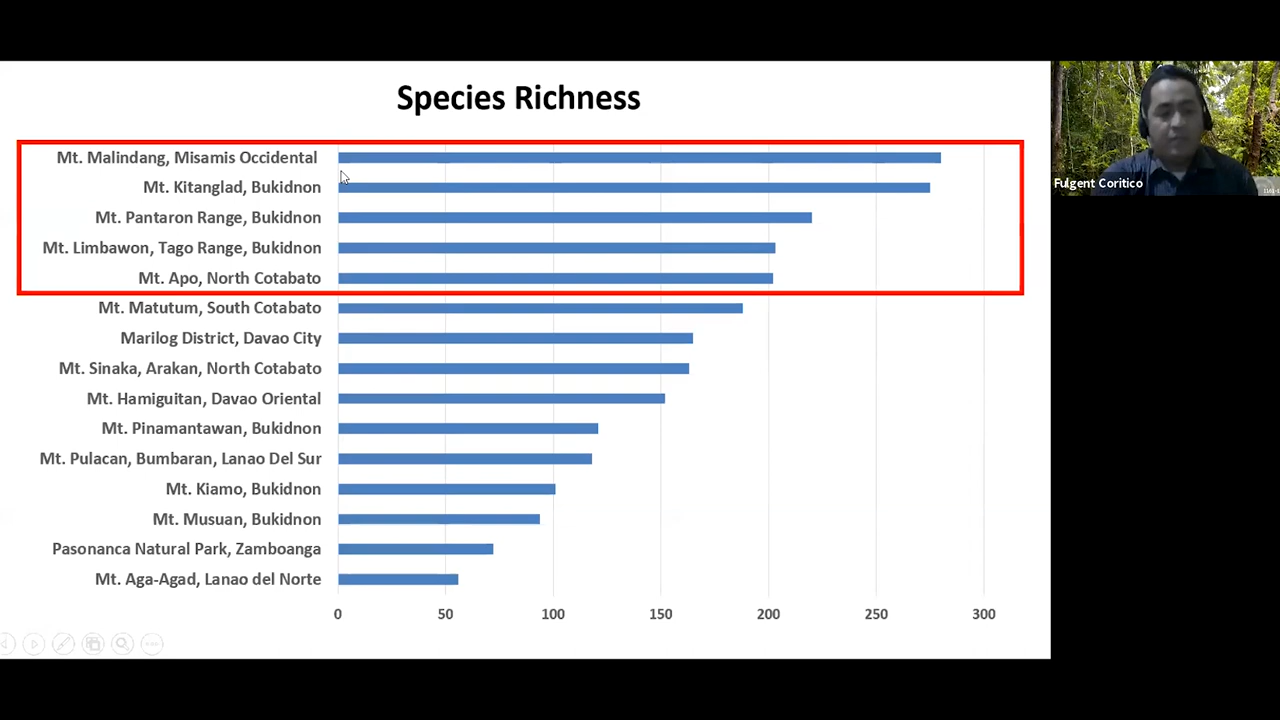 Species Richness
Mt. Malindang, Misamis Occidental
Mt. Kitanglad, Bukidnon
Mt. Pantaron Range, Bukidnon
Mt. Limbawon, Tago Range, Bukidnon
Mt. Apo, North Cotabato
Mt. Matutum, South Cotabato
Marilog District, Davao City
Mt. Sinaka, Arakan, North Cotabato
Mt. Hamiguitan, Davao Oriental
Mt. Pinamantawan, Bukidnon
Mt. Pulacan, Bumbaran, Lanao Del Sur
Mt. Kiamo, Bukidnon
Mt. Musuan, Bukidnon
Pasonanca Natural Park, Zamboanga
Mt. Aga-Agad, Lanao del Norte
0 50 100 150 200 250 300
Fulgent Coritico